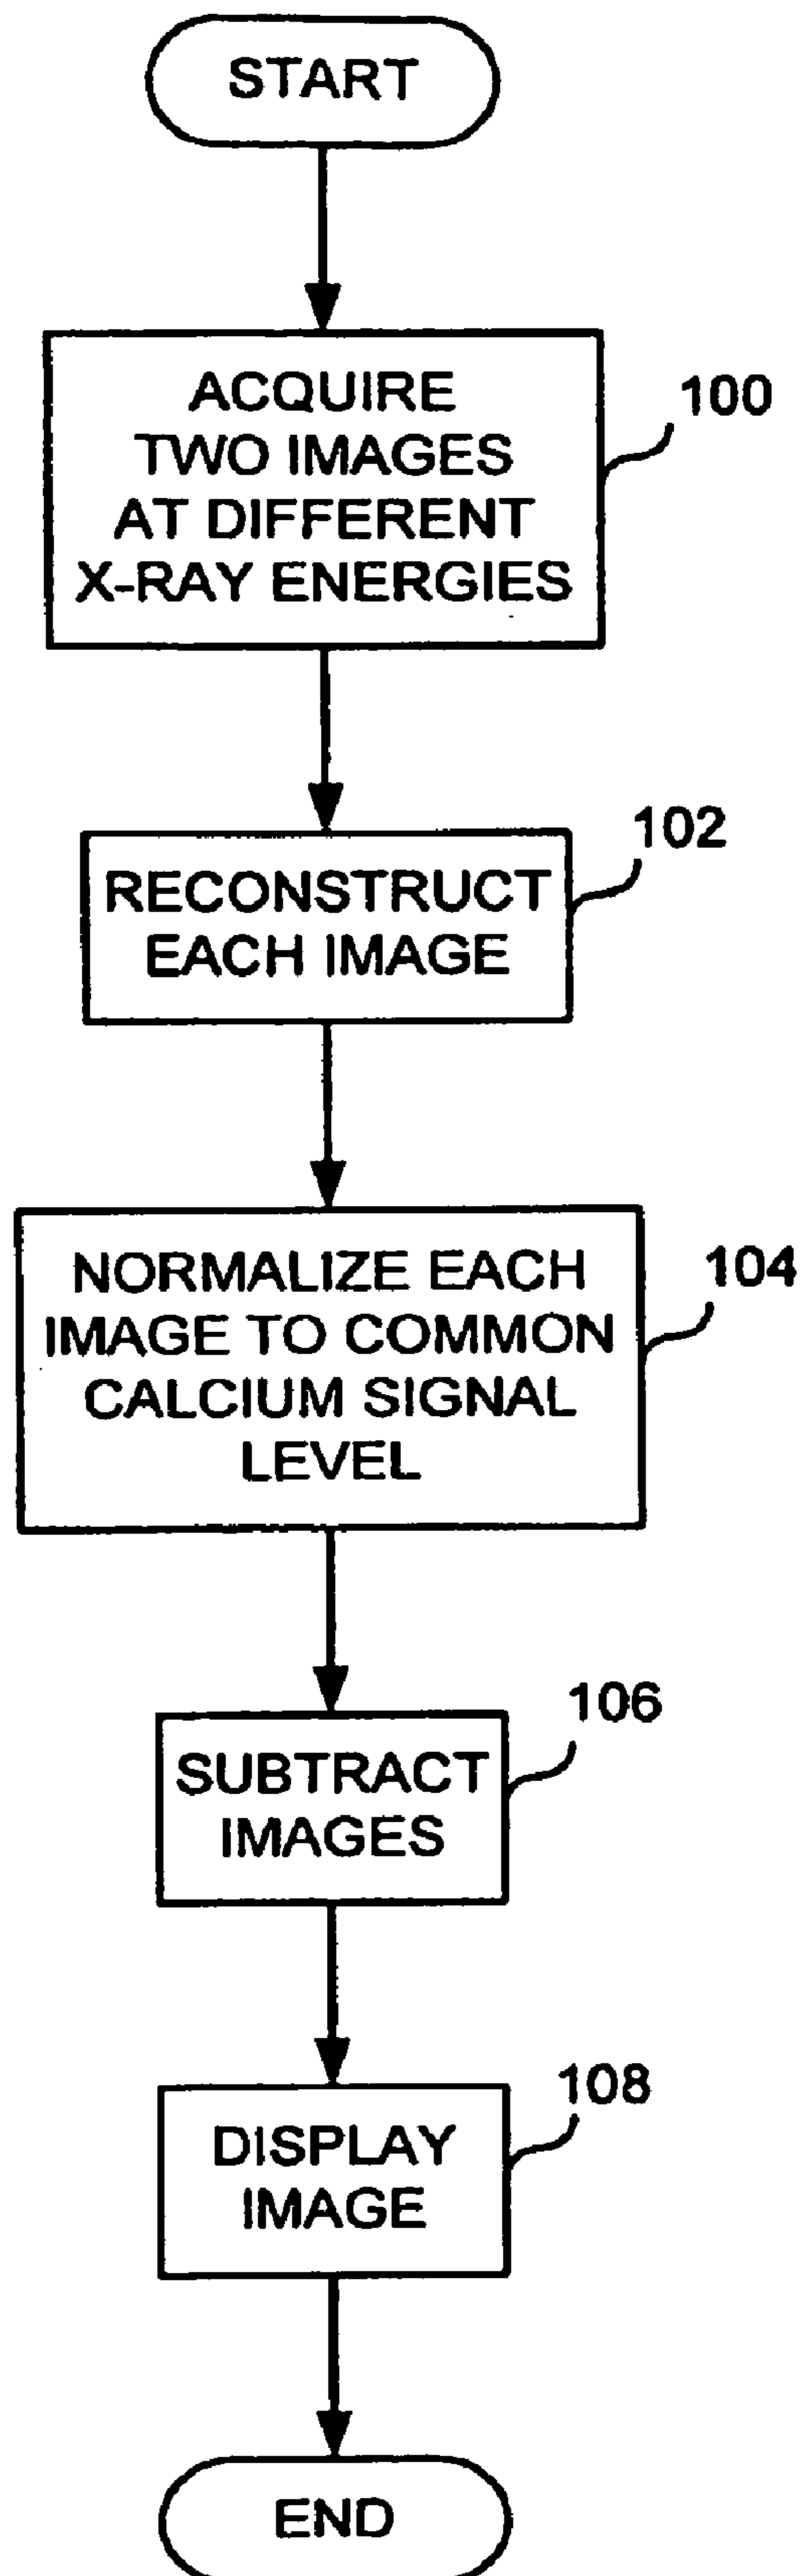 START
ACQUIRE
TWO IMAGES
AT DIFFERENT
X-RAY ENERGIES
100
RECONSTRUCT
EACH IMAGE
102
NORMALIZE EACH
IMAGE TO COMMON
CALCIUM SIGNAL
LEVEL
104
SUBTRACT
IMAGES
106
DISPLAY
IMAGE
108
END